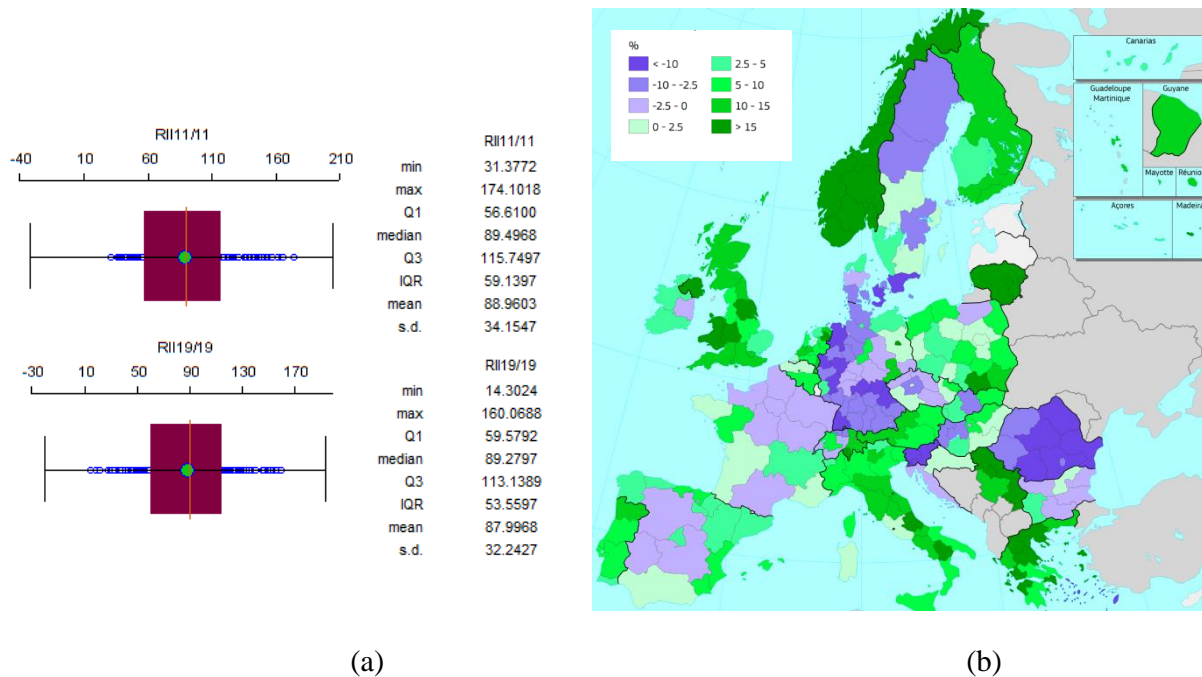 RII11/11
-40 10 60 110 160 210
RII11/11
min 31.3772
max 174.1018
Q1 56.6100
median 89.4968
Q3 115.7497
IQR 59.1397
mean 88.9603
s.d. 34.1547
RII19/19
-30 10 50 90 130 170
RII19/19
min 14.3024
max 160.0688
Q1 59.5792
median 89.2797
Q3 113.1389
IQR 53.5597
mean 87.9968
s.d. 32.2427
(a)
%
< -10 2.5 - 5
-10 - -2.5 5 - 10
-2.5 - 0 10 - 15
0 - 2.5 > 15
Canarias
Guadeloupe Guyane
Martinique
Mayotte Réunion
Açores Madeira
(b)